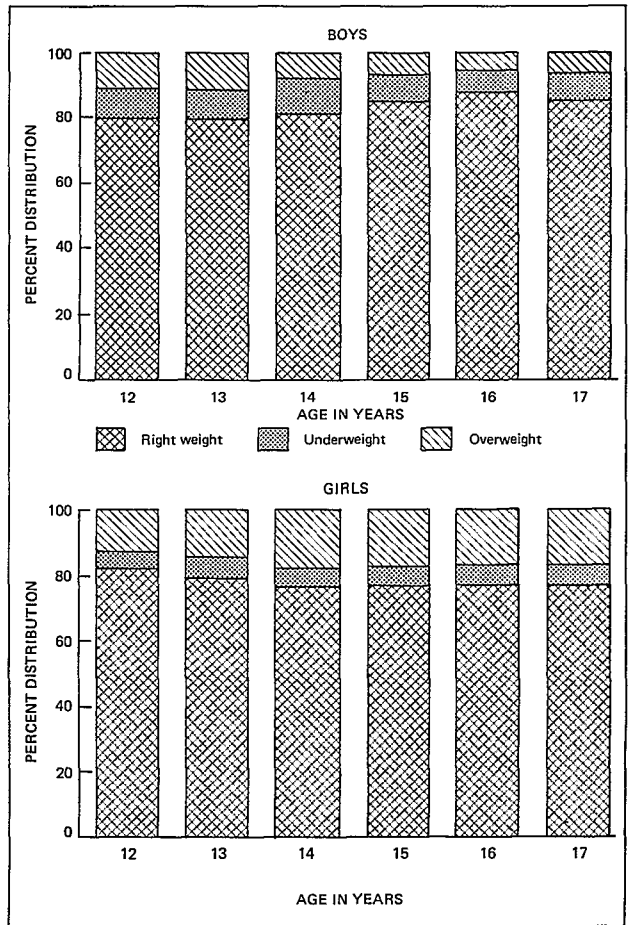 BOYS
100
80
60
40
20
0
PERCENT DISTRIBUTION
12 13 14 15 16 17
AGE IN YEARS
Right weight Underweight Overweight
GIRLS
100
80
60
40
20
0
PERCENT DISTRIBUTION
12 13 14 15 16 17
AGE IN YEARS